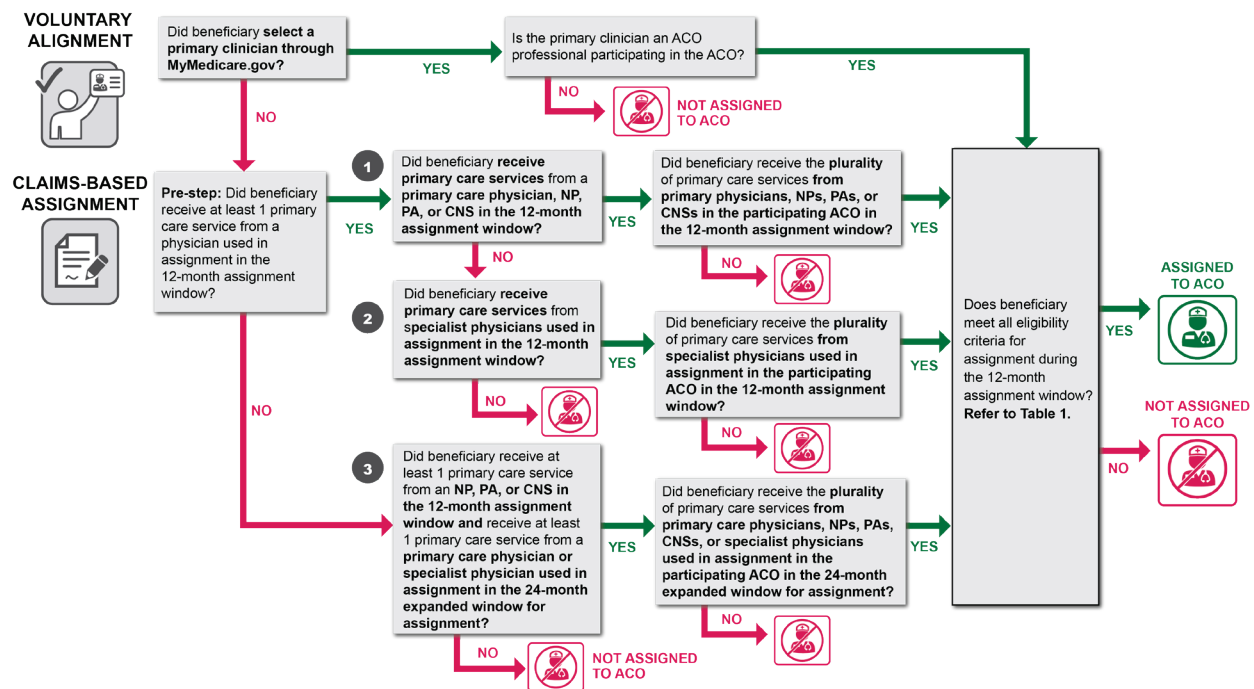 VOLUNTARY
ALIGNMENT
Did beneficiary select a
primary clinician through
MyMedicare.gov?
YES
Is the primary clinician an ACO
professional participating in the ACO?
YES
NO
NOT ASSIGNED
TO ACO
NO
CLAIMS-BASED
ASSIGNMENT
Pre-step: Did beneficiary
receive at least 1 primary
care service from a
physician used in
assignment in the
12-month assignment
window?
YES
1
Did beneficiary receive
primary care services from a
primary care physician, NP,
PA, or CNS in the 12-month
assignment window?
YES
Did beneficiary receive the plurality
of primary care services from
primary physicians, NPs, PAs, or
CNSs in the participating ACO in
the 12-month assignment window?
YES
NO
NO
2
Did beneficiary receive
primary care services from
specialist physicians used in
assignment in the 12-month
assignment window?
YES
Did beneficiary receive the plurality
of primary care services from
specialist physicians used in
assignment in the participating
ACO in the 12-month assignment
window?
YES
NO
NO
NO
3
Did beneficiary receive at
least 1 primary care service
from an NP, PA, or CNS in
the 12-month assignment
window and receive at least
1 primary care service from a
primary care physician or
specialist physician used in
assignment in the 24-month
expanded window for
assignment?
YES
Did beneficiary receive the plurality
of primary care services from
primary care physicians, NPs, PAs,
CNSs, or specialist physicians
used in assignment in the
participating ACO in the 24-month
expanded window for assignment?
YES
NO
NO
NOT ASSIGNED
TO ACO
Does beneficiary
meet all eligibility
criteria for
assignment during
the 12-month
assignment window?
Refer to Table 1.
ASSIGNED
TO ACO
YES
NOT ASSIGNED
TO ACO
NO